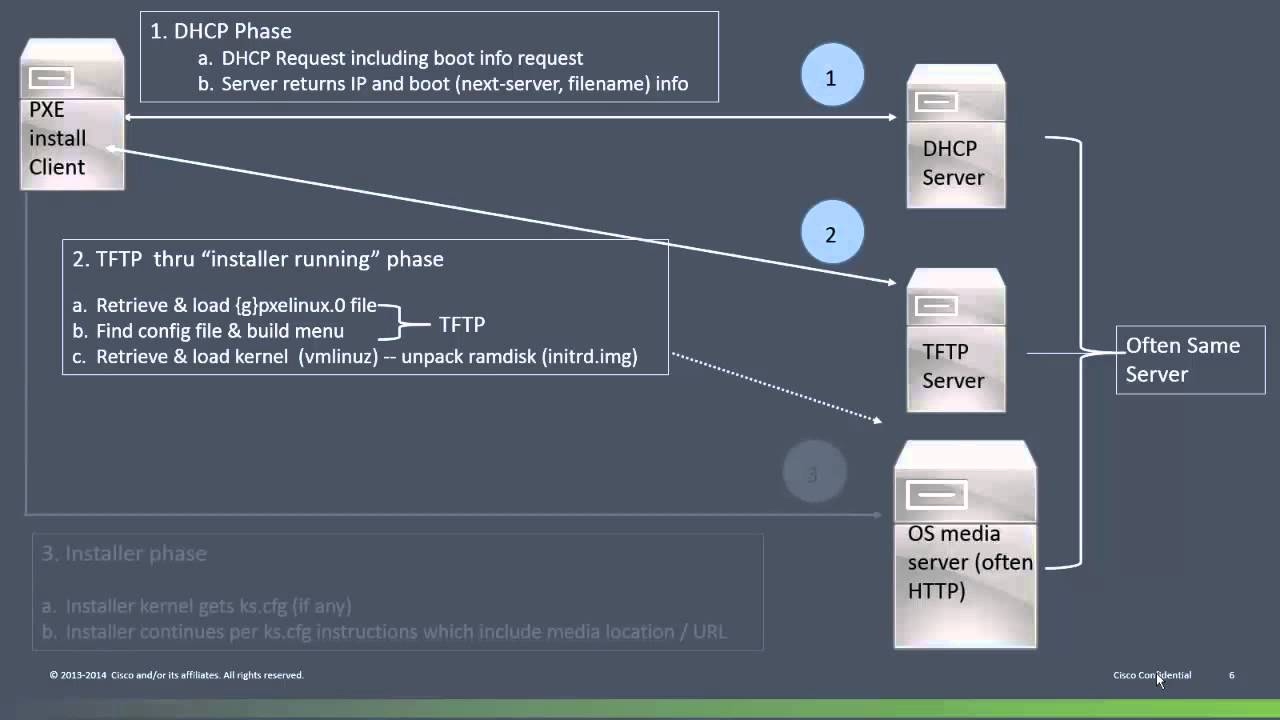 1. DHCP Phase
a. DHCP Request including boot info request
b. Server returns IP and boot (next-server, filename) info
1
PXE
install
Client
DHCP
Server
2
2. TFTP thru “installer running” phase
a. Retrieve & load {g}pxelinux.0 file
b. Find config file & build menu
TFTP
c. Retrieve & load kernel (vmlinuz) -- unpack ramdisk (initrd.img)
TFTP
Server
Often Same
Server
3
OS media
server (often
HTTP)
3. Installer phase
a. Installer kernel gets ks.cfg (if any)
b. Installer continues per ks.cfg instructions which include media location / URL
© 2013-2014 Cisco and/or its affiliates. All rights reserved.
Cisco Confidential
6